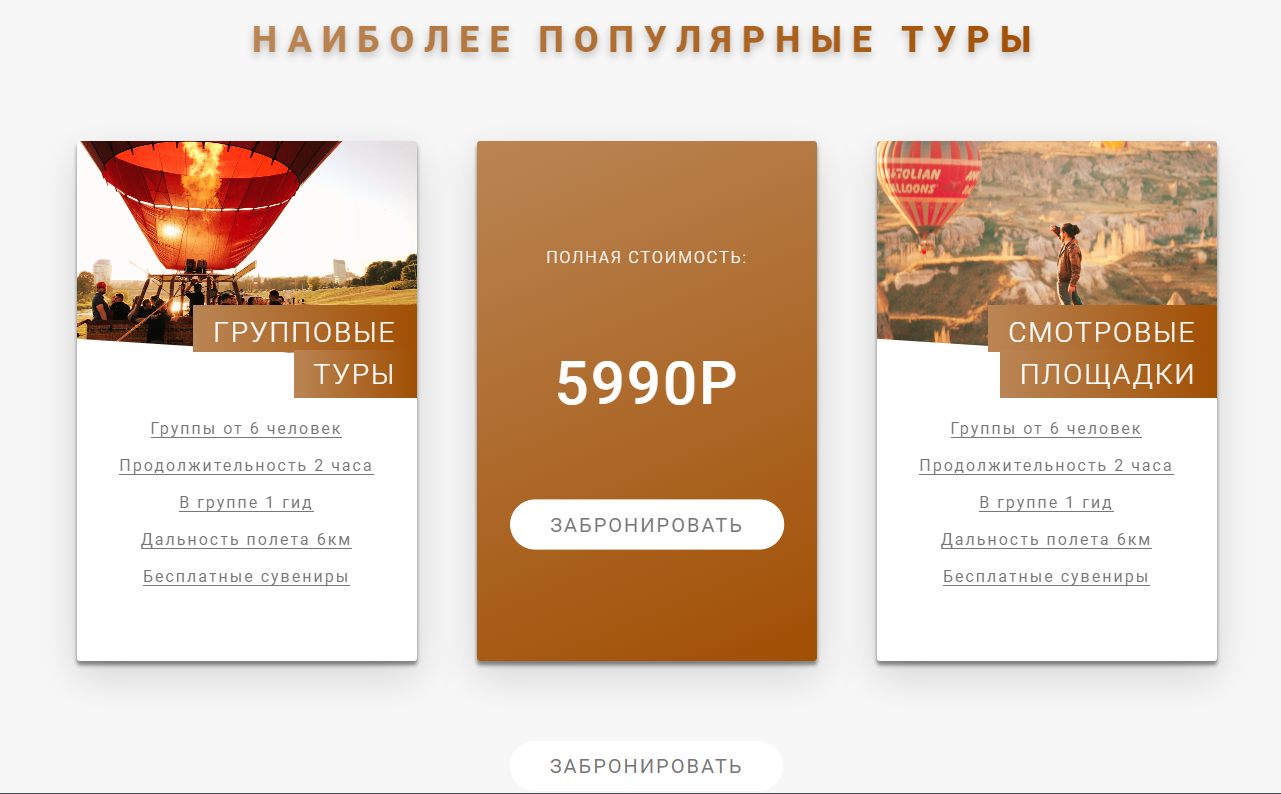 НАИБОЛЕЕ ПОПУЛЯРНЫЕ ТУРЫ
ГРУППОВЫЕ
ТУРЫ
Группы от 6 человек
Продолжительность 2 часа
В группе 1 гид
Дальность полета 6км
Бесплатные сувениры
ПОЛНАЯ СТОИМОСТЬ:
5990Р
ЗАБРОНИРОВАТЬ
BALLOONS
СМОТРОВЫЕ
ПЛОЩАДКИ
Группы от 6 человек
Продолжительность 2 часа
В группе 1 гид
Дальность полета 6км
Бесплатные сувениры
ЗАБРОНИРОВАТЬ